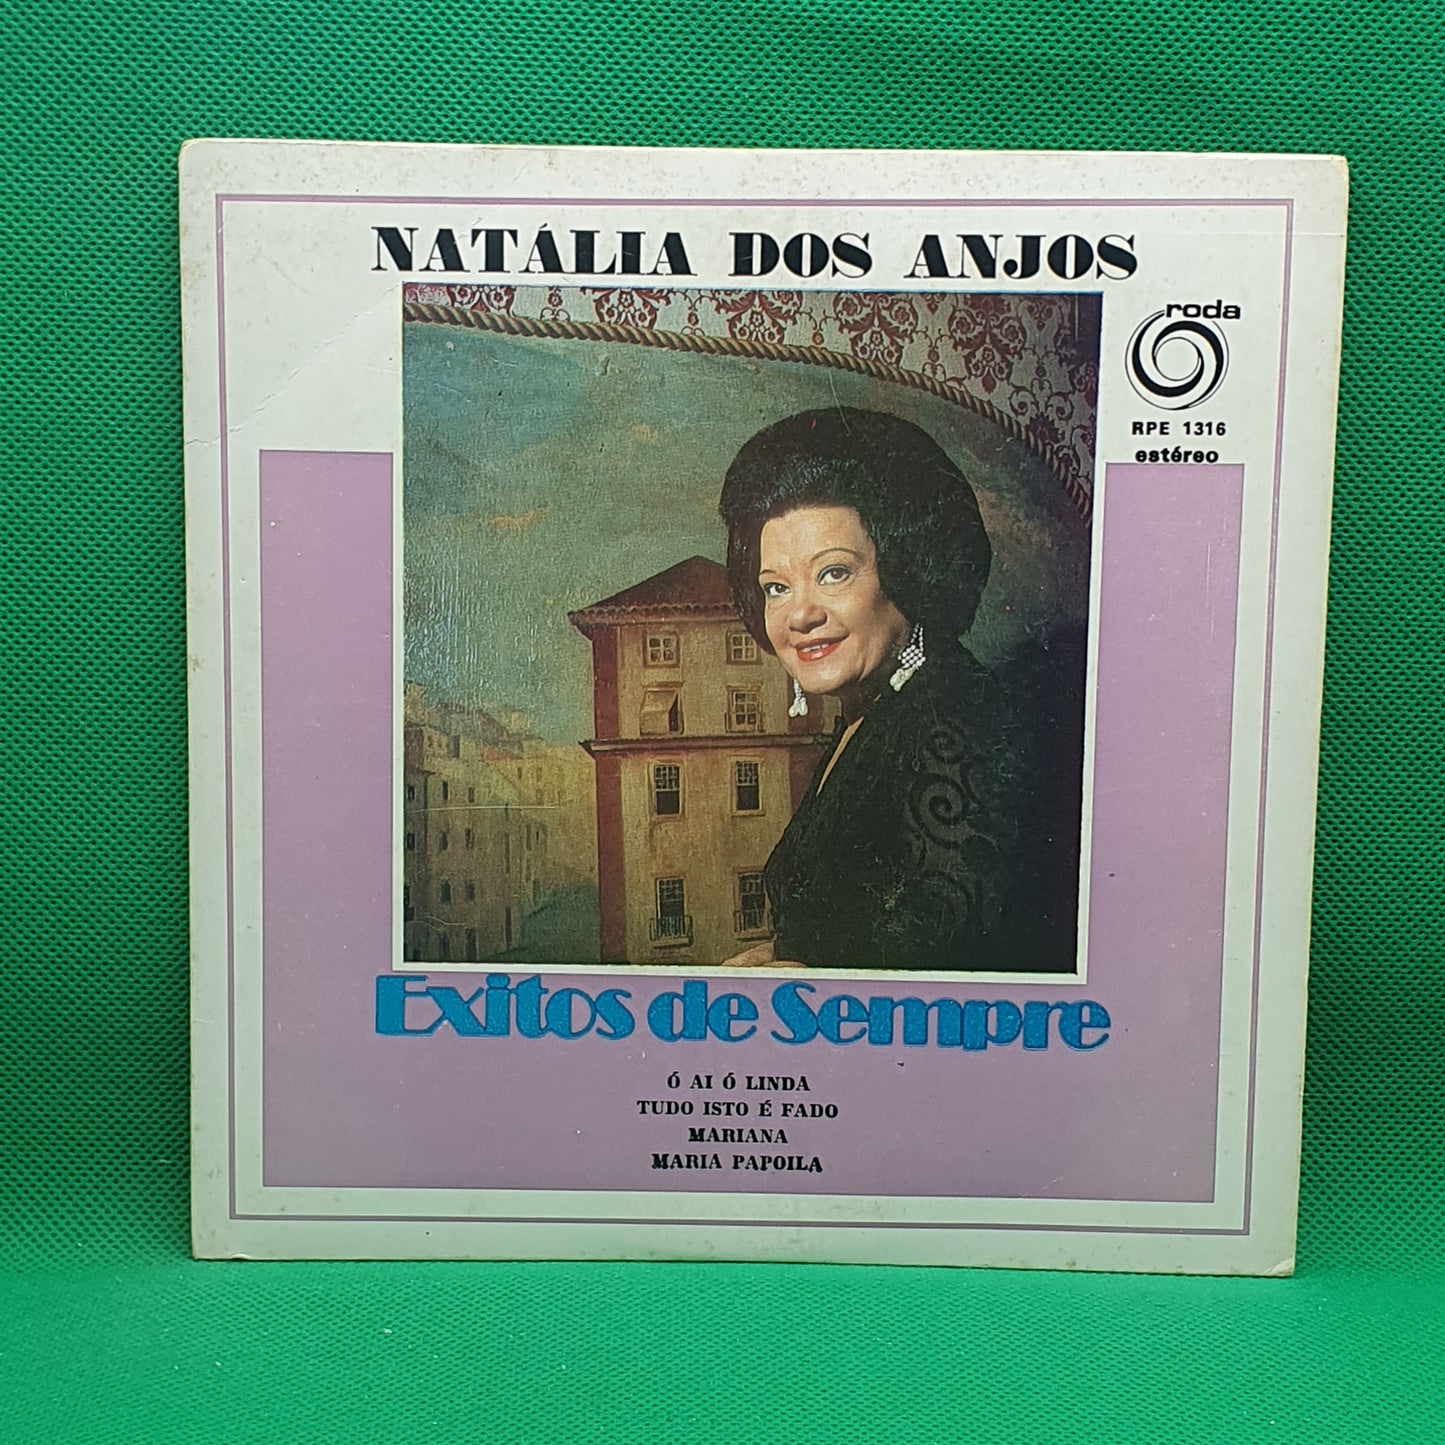 NATÁLIA DOS ANJOS
roda
RPE 1316
estéreo
Exitos de Sempre
Ó AI Ó LINDA
TUDO ISTO É FADO
MARIANA
MARIA PAPOILA